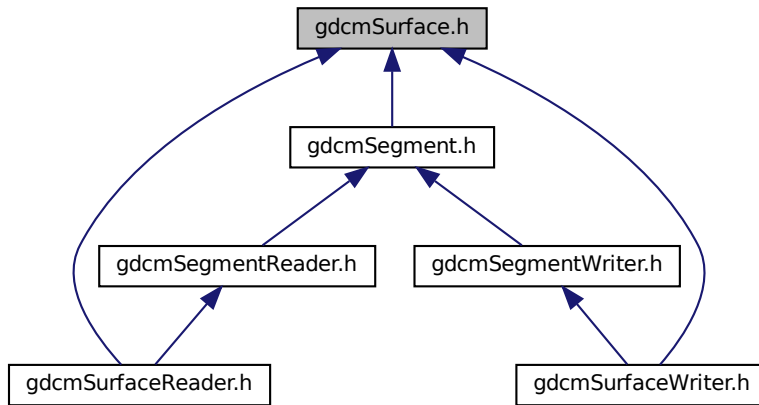 gdcmSurface.h
gdcmSegment.h
gdcmSegmentReader.h
gdcmSegmentWriter.h
gdcmSurfaceReader.h
gdcmSurfaceWriter.h